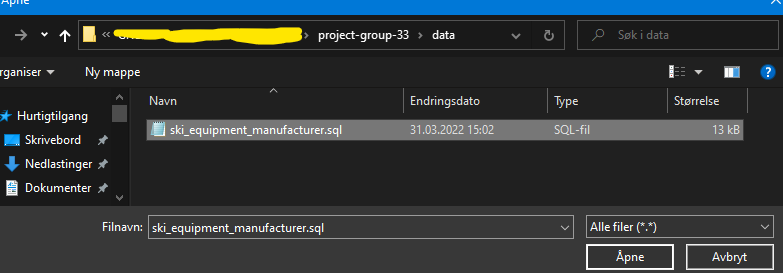 Åpne
project-group-33 > data
Søk i data
rganiser
Ny mappe
Navn
Endringsdato
Type
Størrelse
Hurtigtilgang
Skrivebord
Nedlastinger
Dokumenter
ski_equipment_manufacturer.sql
31.03.2022 15:02
SQL-fil
13 kB
Filnavn:
ski_equipment_manufacturer.sql
Alle filer (*.*)
Åpne
Avbryt